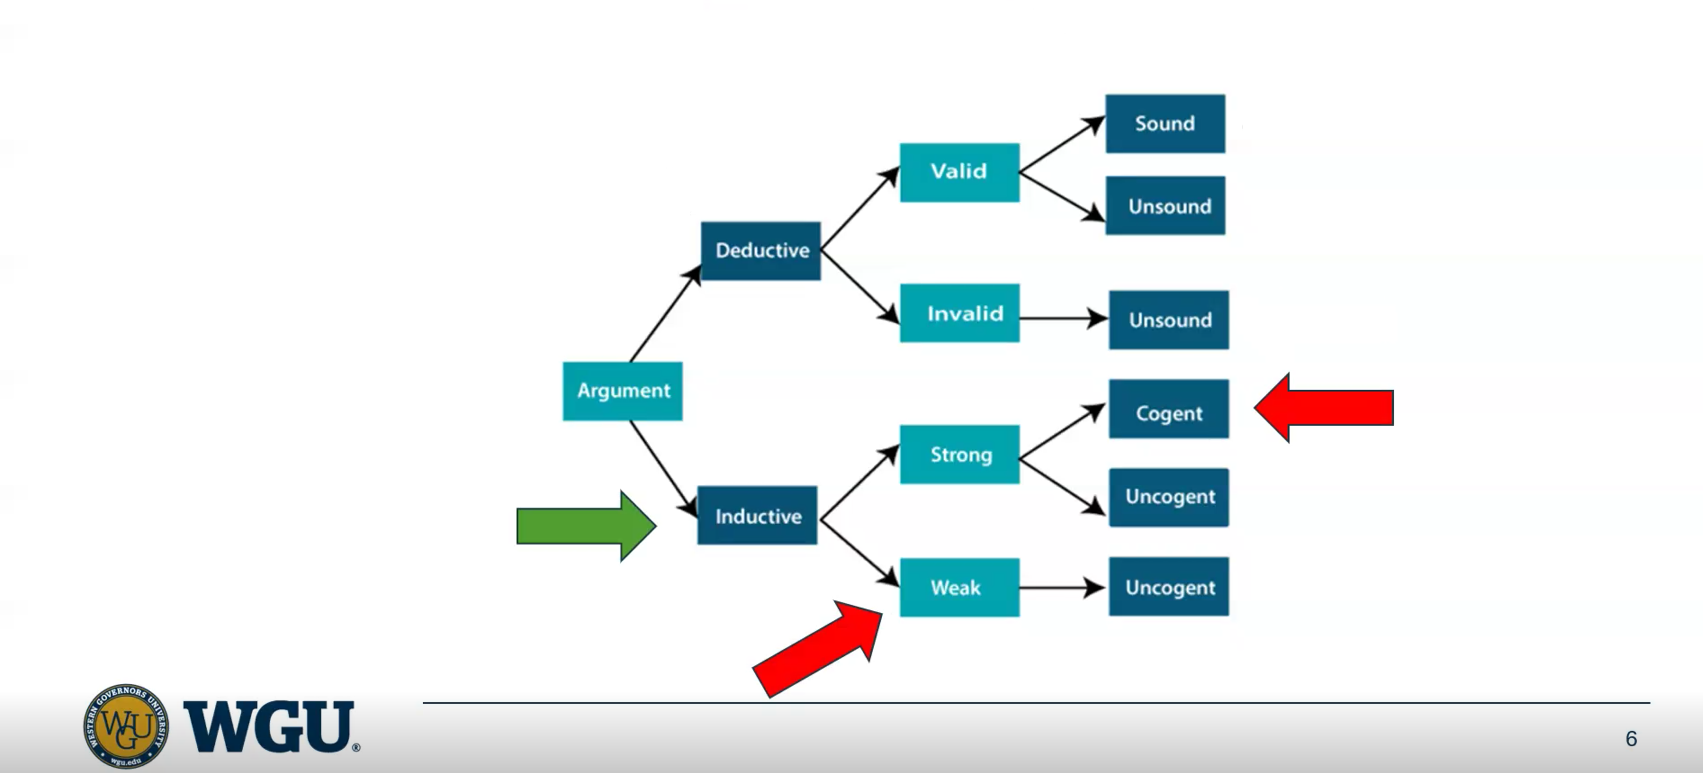 Sound
Valid
Unsound
Deductive
Invalid
Unsound
Argument
Cogent
Strong
Uncogent
Inductive
Weak
Uncogent
WESTERN GOVERNORS UNIVERSITY
WGU
wgu.edu
WGU®
6